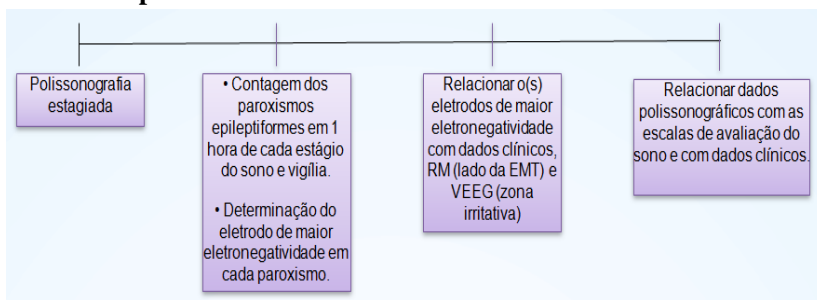 Polissonografia
estagiada
• Contagem dos
paroxismos
epileptiformes em 1
hora de cada estágio
do sono e vigília.
• Determinação do
eletrodo de maior
eletronegatividade em
cada paroxismo.
Relacionar o(s)
eletrodos de maior
eletronegatividade
com dados clínicos,
RM (lado da EMT) e
VEEG (zona
irritativa)
Relacionar dados
polissonográficos com as
escalas de avaliação do
sono e com dados clínicos.